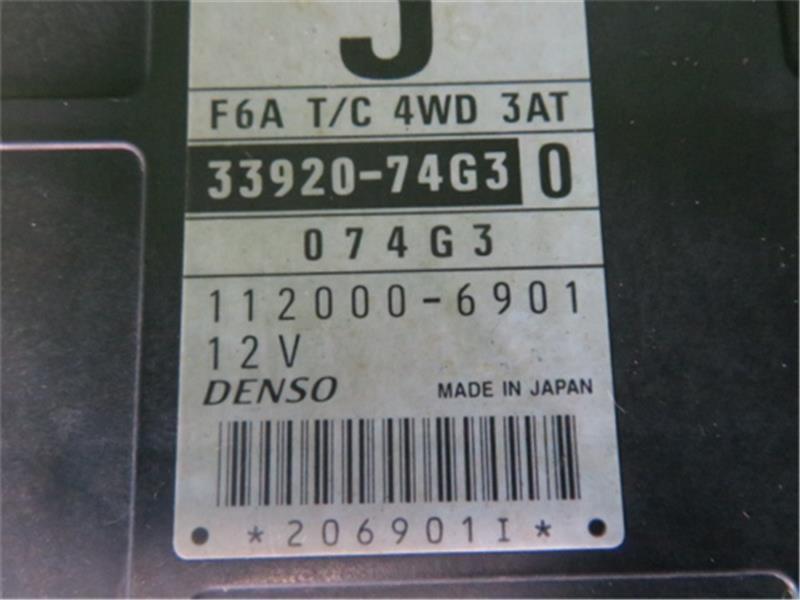 J
F6A T/C 4WD 3AT
33920-74G3 0
074G3
112000-6901
12V
DENSO MADE IN JAPAN
*206901I*